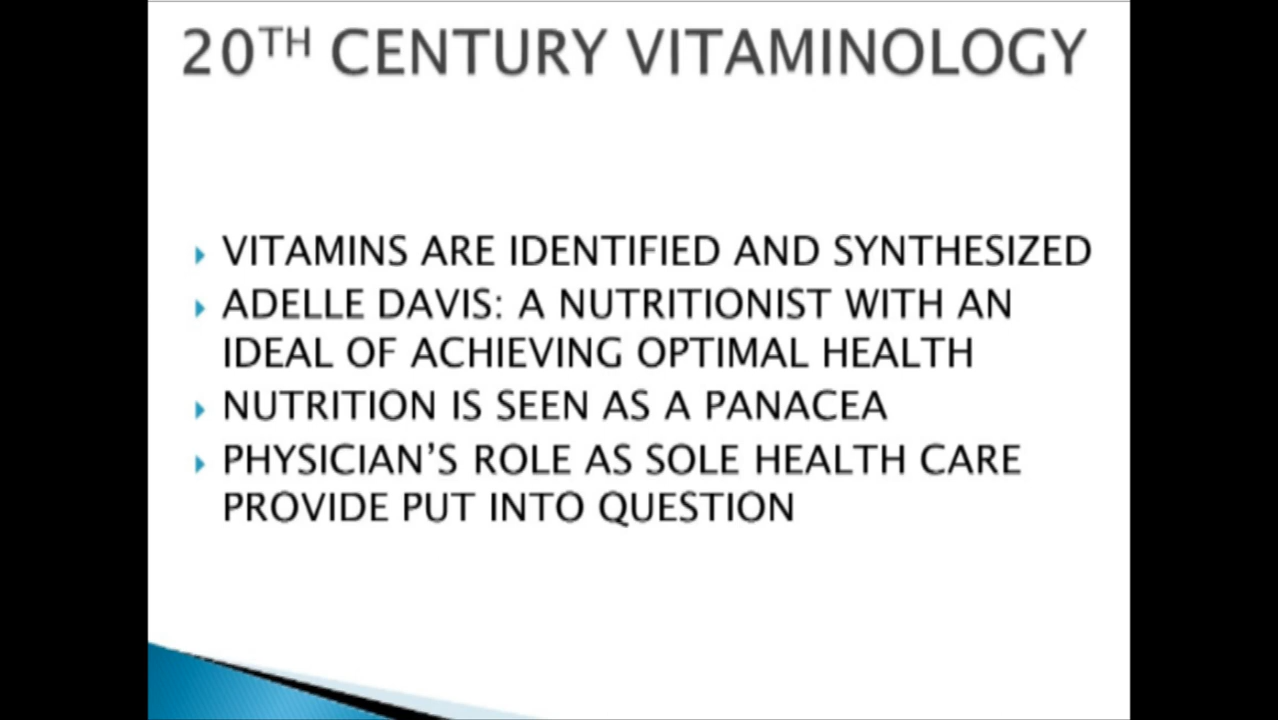 20TH CENTURY VITAMINOLOGY
VITAMINS ARE IDENTIFIED AND SYNTHESIZED
ADELLE DAVIS: A NUTRITIONIST WITH AN
IDEAL OF ACHIEVING OPTIMAL HEALTH
NUTRITION IS SEEN AS A PANACEA
PHYSICIAN’S ROLE AS SOLE HEALTH CARE
PROVIDE PUT INTO QUESTION